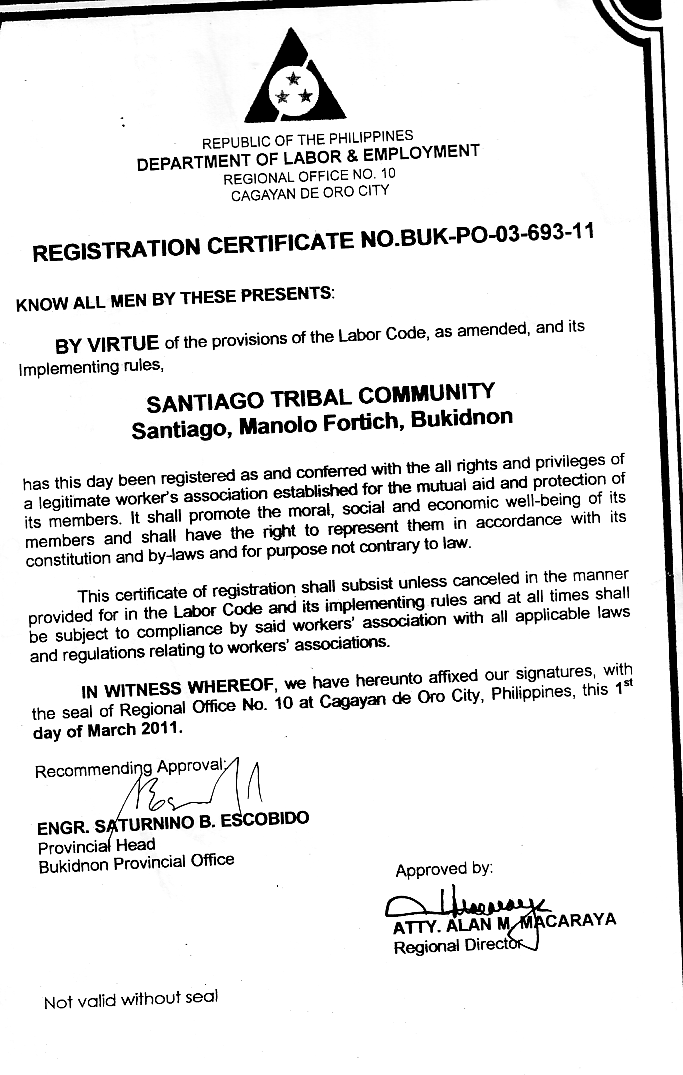 REPUBLIC OF THE PHILIPPINES
DEPARTMENT OF LABOR & EMPLOYMENT
REGIONAL OFFICE NO. 10
CAGAYAN DE ORO CITY
REGISTRATION CERTIFICATE NO.BUK-PO-03-693-11
KNOW ALL MEN BY THESE PRESENTS:
BY VIRTUE of the provisions of the Labor Code, as amended, and its
Implementing rules,
SANTIAGO TRIBAL COMMUNITY
Santiago, Manolo Fortich, Bukidnon
has this day been registered as and conferred with the all rights and privileges of
a legitimate worker's association established for the mutual aid and protection of
its members. It shall promote the moral, social and economic well-being of its
members and shall have the right to represent them in accordance with its
constitution and by-laws and for purpose not contrary to law.
This certificate of registration shall subsist unless canceled in the manner
provided for in the Labor Code and its implementing rules and at all times shall
be subject to compliance by said workers' association with all applicable laws
and regulations relating to workers' associations.
IN WITNESS WHEREOF, we have hereunto affixed our signatures, with
the seal of Regional Office No. 10 at Cagayan de Oro City, Philippines, this 1st
day of March 2011.
Recommending Approval:
ENGR. SATURNINO B. ESCOBIDO
Provincial Head
Bukidnon Provincial Office
Approved by:
ATTY. ALAN M. MACARAYA
Regional Director
Not valid without seal